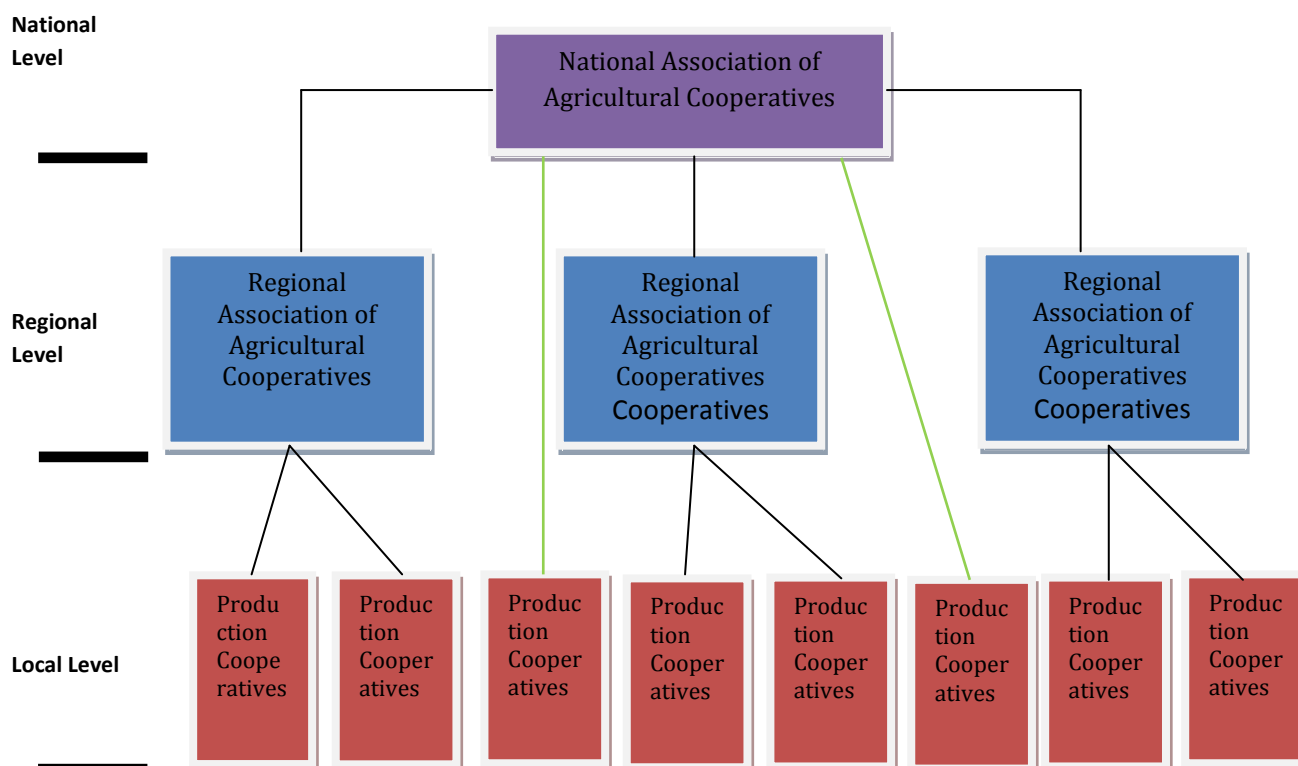 National
Level
National Association of
Agricultural Cooperatives
Regional
Level
Regional
Association of
Agricultural
Cooperatives
Regional
Association of
Agricultural
Cooperatives
Cooperatives
Regional
Association of
Agricultural
Cooperatives
Cooperatives
Local Level
Produ
ction
Coope
ratives
Produc
tion
Cooper
atives
Produc
tion
Cooper
atives
Produc
tion
Cooper
atives
Produc
tion
Cooper
atives
Produc
tion
Cooper
atives
Produc
tion
Cooper
atives
Produc
tion
Cooper
atives